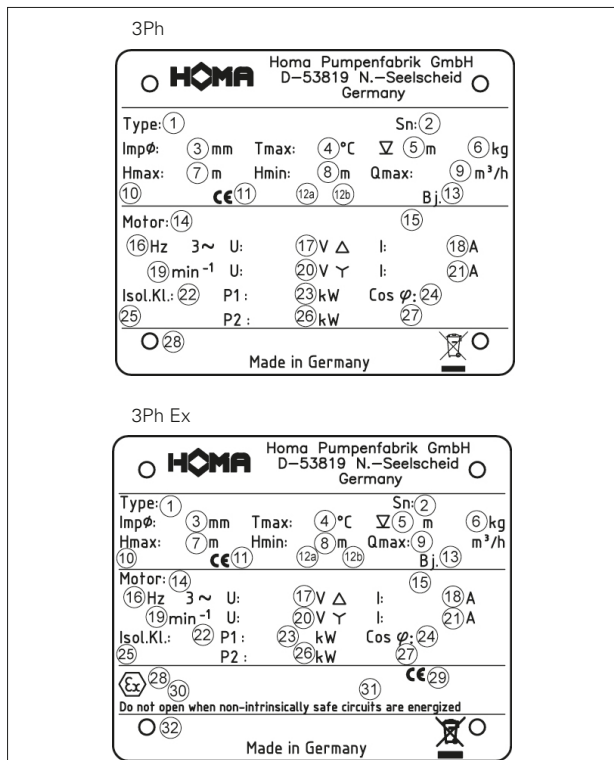 3Ph
HOMA
Homa Pumpenfabrik GmbH
D-53819 N.-Seelscheid
Germany
Type: 1 Sn: 2
Impø: 3 mm Tmax: 4 °C ∇ 5 m 6 kg
Hmax: 7 m Hmin: 8 m Qmax: 9 m³/h
10 CE 11 12a 12b Bj. 13
Motor: 14 15
16 Hz 3~ U: 17 V △ I: 18 A
19 min⁻¹ U: 20 V Y I: 21 A
Isol.Kl.: 22 P1: 23 kW Cos φ: 24
25 P2: 26 kW 27
28
Made in Germany
3Ph Ex
HOMA
Homa Pumpenfabrik GmbH
D-53819 N.-Seelscheid
Germany
Type: 1 Sn: 2
Impø: 3 mm Tmax: 4 °C ∇ 5 m 6 kg
Hmax: 7 m Hmin: 8 m Qmax: 9 m³/h
10 CE 11 12a 12b Bj. 13
Motor: 14 15
16 Hz 3~ U: 17 V △ I: 18 A
19 min⁻¹ U: 20 V Y I: 21 A
Isol.Kl.: 22 P1: 23 kW Cos φ: 24
25 P2: 26 kW 27
Ex 28 CE 29
30 31
Do not open when non-intrinsically safe circuits are energized
32
Made in Germany